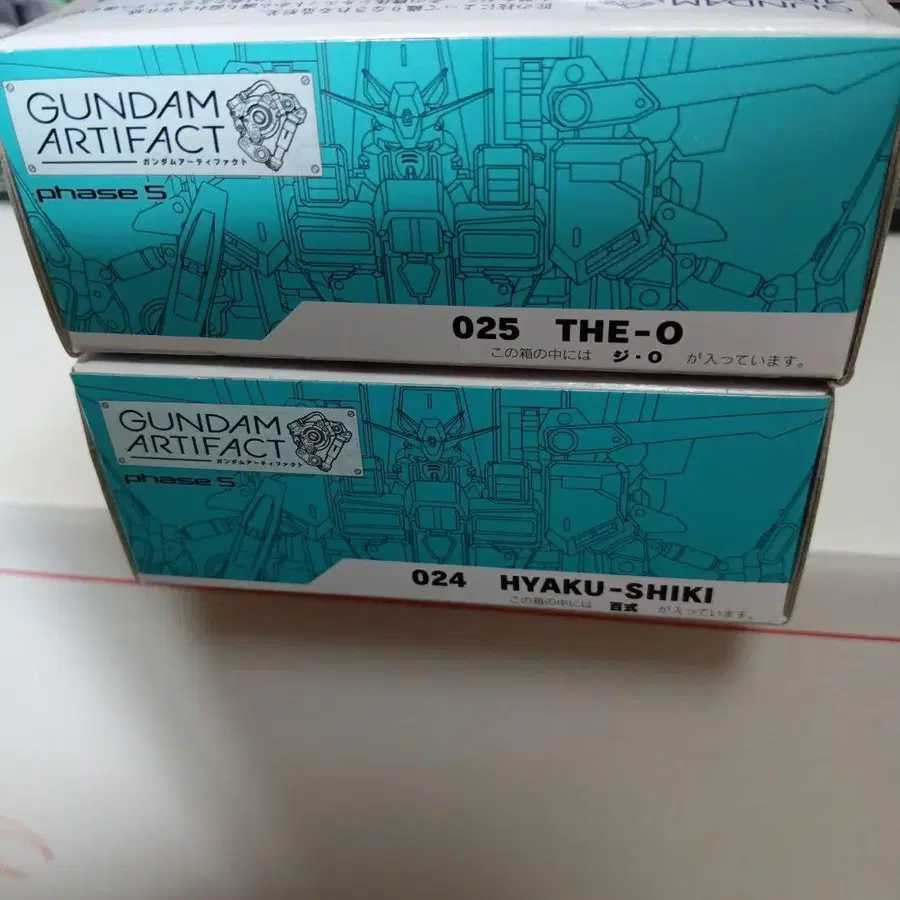 GUNDAM
GUNDAM
ARTIFACT
ガンダムアーティファクト
phase 5
025 THE-O
この箱の中には ジ・O が入っています。
GUNDAM
ARTIFACT
ガンダムアーティファクト
phase 5
024 HYAKU-SHIKI
この箱の中には 百式 が入っています。